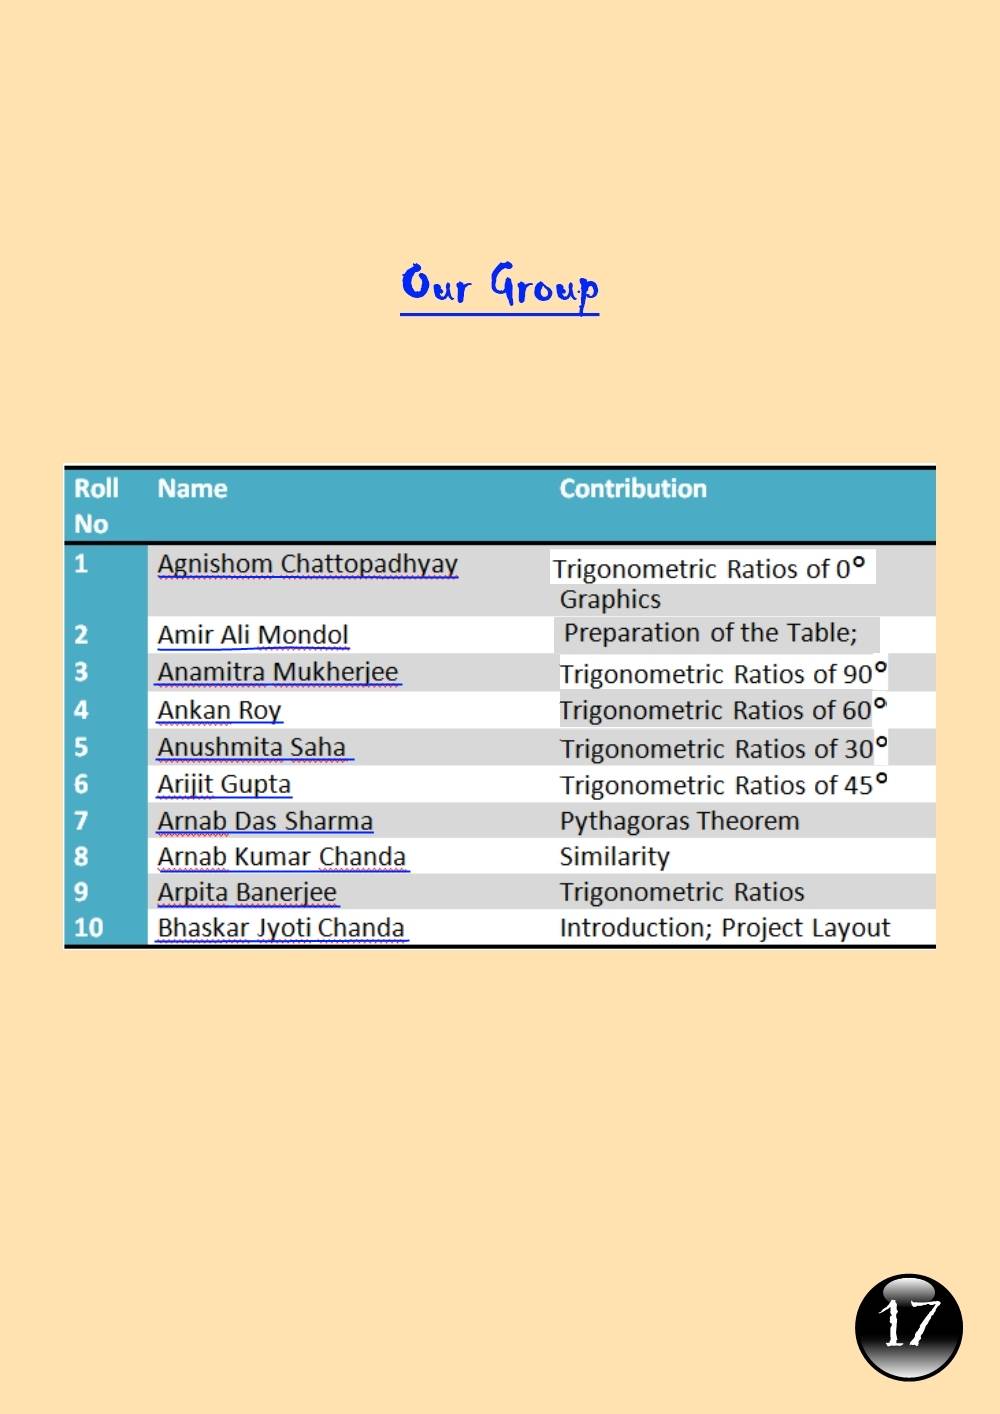 Our Group
Roll No Name Contribution
1 Agnishom Chattopadhyay Trigonometric Ratios of 0°
Graphics
2 Amir Ali Mondol Preparation of the Table;
3 Anamitra Mukherjee Trigonometric Ratios of 90°
4 Ankan Roy Trigonometric Ratios of 60°
5 Anushmita Saha Trigonometric Ratios of 30°
6 Arijit Gupta Trigonometric Ratios of 45°
7 Arnab Das Sharma Pythagoras Theorem
8 Arnab Kumar Chanda Similarity
9 Arpita Banerjee Trigonometric Ratios
10 Bhaskar Jyoti Chanda Introduction; Project Layout
17